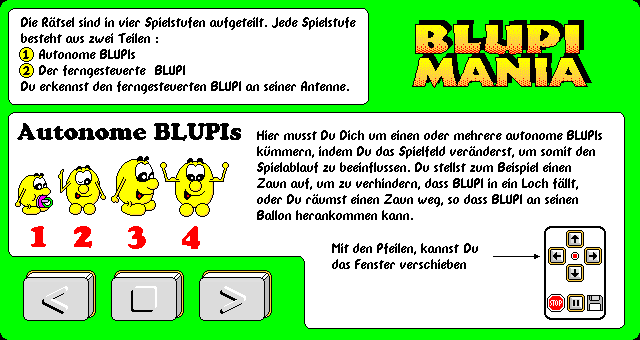 Die Rätsel sind in vier Spielstufen aufgeteilt. Jede Spielstufe
besteht aus zwei Teilen :
1 Autonome BLUPIs
2 Der ferngesteuerte BLUPI
Du erkennst den ferngesteuerten BLUPI an seiner Antenne.
BLUPI
MANIA
Autonome BLUPIs
1 2 3 4
Hier musst Du Dich um einen oder mehrere autonome BLUPIs
kümmern, indem Du das Spielfeld veränderst, um somit den
Spielablauf zu beeinflussen. Du stellst zum Beispiel einen
Zaun auf, um zu verhindern, dass BLUPI in ein Loch fällt,
oder Du räumst einen Zaun weg, so dass BLUPI an seinen
Ballon herankommen kann.
Mit den Pfeilen, kannst Du
das Fenster verschieben
STOP